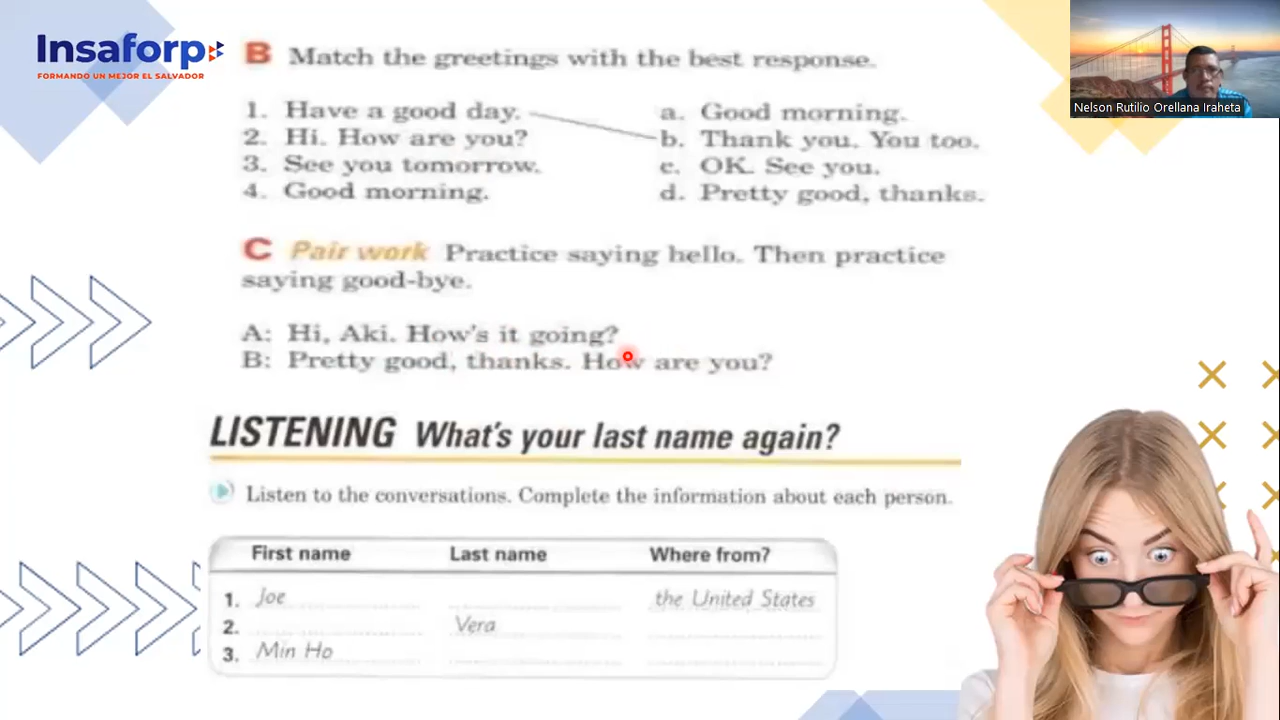 Insaforp
FORMANDO UN MEJOR EL SALVADOR
B Match the greetings with the best response.
1. Have a good day.
2. Hi. How are you?
3. See you tomorrow.
4. Good morning.
a. Good morning.
b. Thank you. You too.
c. OK. See you.
d. Pretty good, thanks.
C Pair work Practice saying hello. Then practice
saying good-bye.
A: Hi, Aki. How's it going?
B: Pretty good, thanks. How are you?
LISTENING What's your last name again?
Listen to the conversations. Complete the information about each person.
First name Last name Where from?
1. Joe the United States
2. Vera
3. Min Ho
Nelson Rutilio Orellana Iraheta